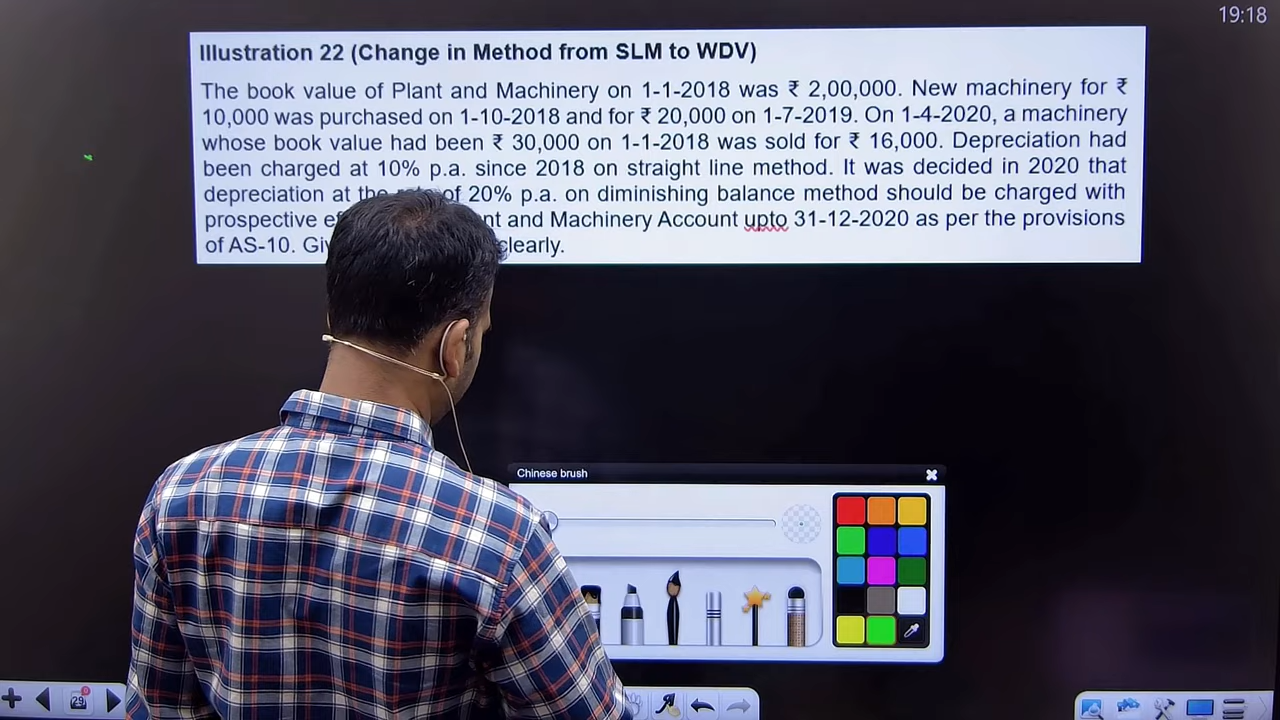 19:18
Illustration 22 (Change in Method from SLM to WDV)
The book value of Plant and Machinery on 1-1-2018 was ₹ 2,00,000. New machinery for ₹
10,000 was purchased on 1-10-2018 and for ₹ 20,000 on 1-7-2019. On 1-4-2020, a machinery
whose book value had been ₹ 30,000 on 1-1-2018 was sold for ₹ 16,000. Depreciation had
been charged at 10% p.a. since 2018 on straight line method. It was decided in 2020 that
depreciation at the of 20% p.a. on diminishing balance method should be charged with
prospective and Machinery Account upto 31-12-2020 as per the provisions
of AS-10. clearly.
Chinese brush
29